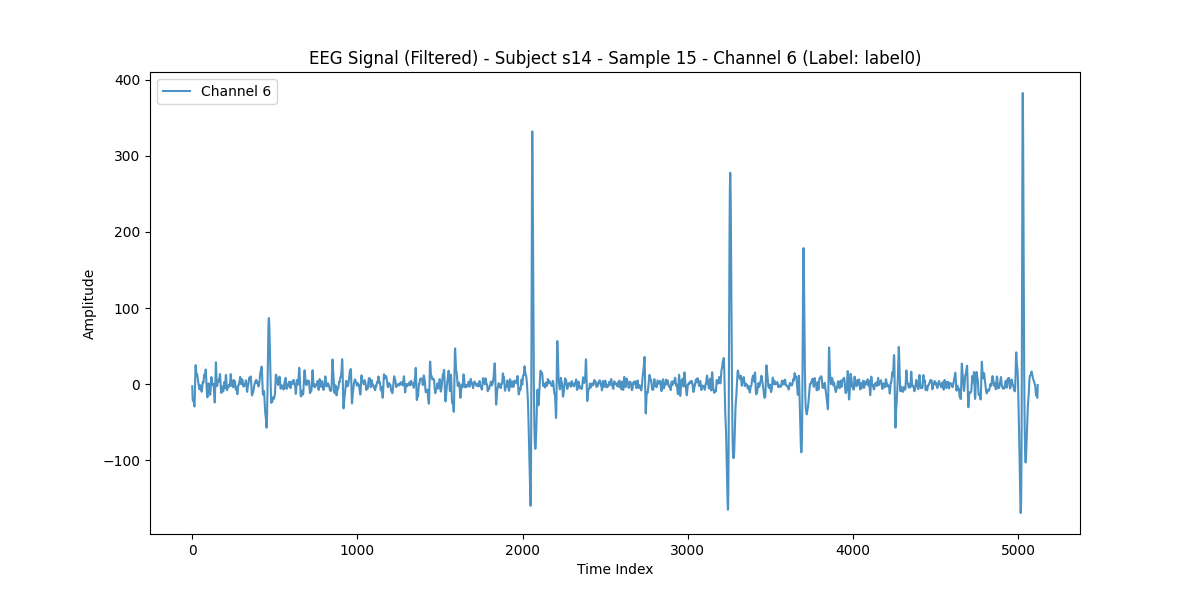 EEG Signal (Filtered) - Subject s14 - Sample 15 - Channel 6 (Label: label0)
Channel 6
400
300
200
100
0
−100
Amplitude
0 1000 2000 3000 4000 5000
Time Index